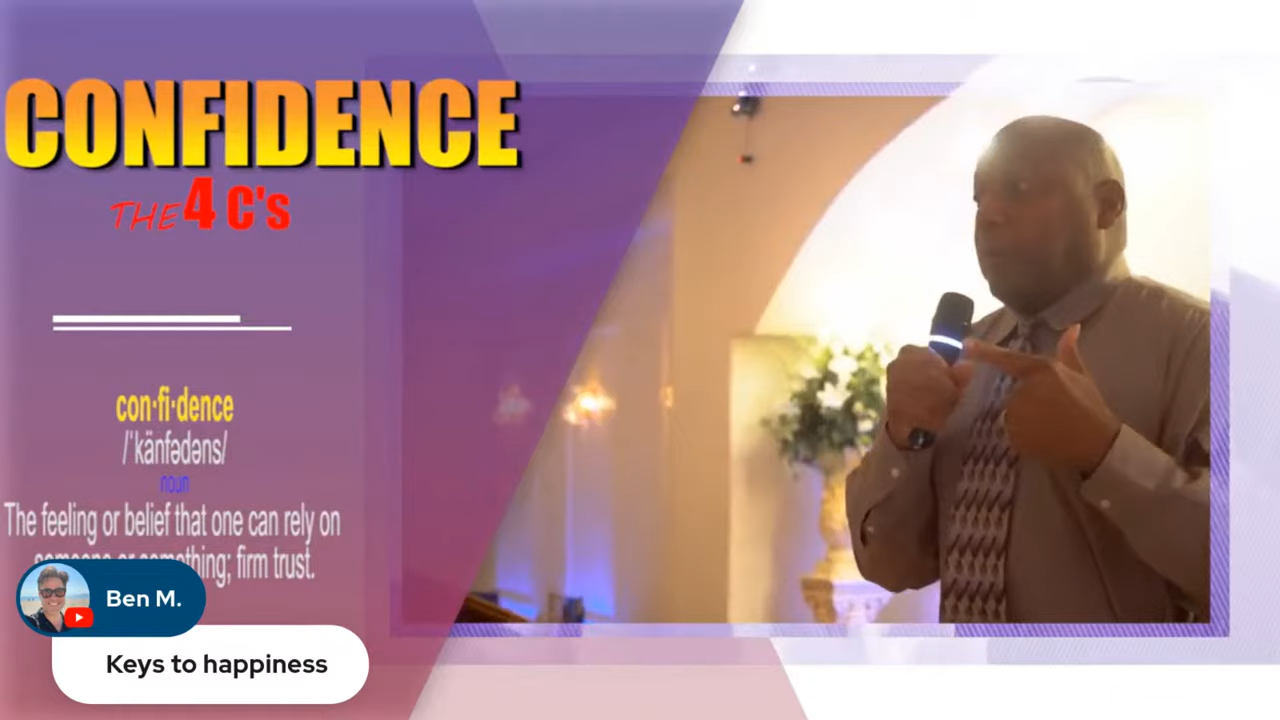 CONFIDENCE
THE 4 C's
con·fi·dence
/ˈkänfədəns/
noun
The feeling or belief that one can rely on
someone or something; firm trust.
Ben M.
Keys to happiness